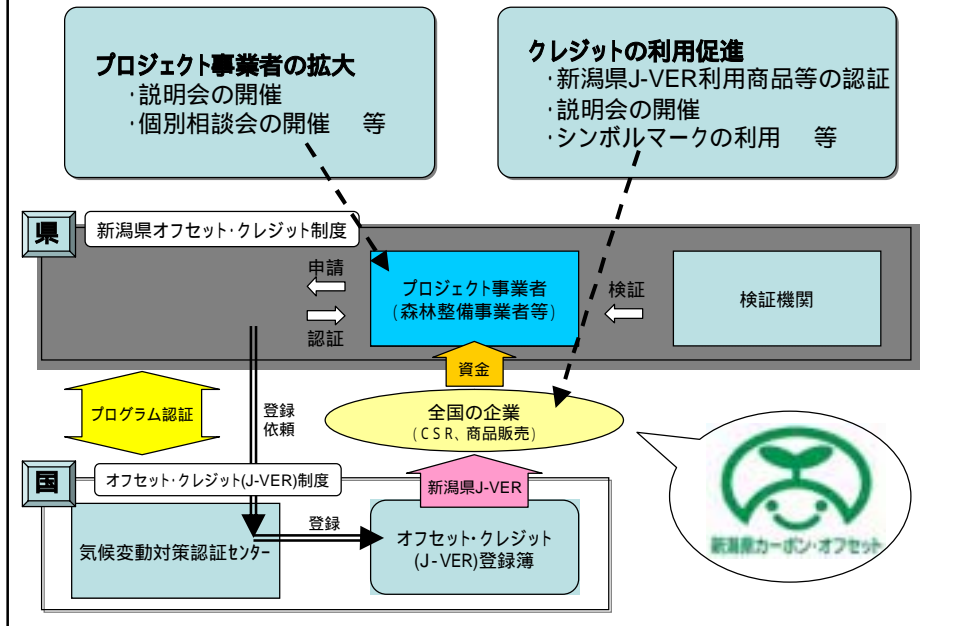 プロジェクト事業者の拡大
・説明会の開催
・個別相談会の開催　等
クレジットの利用促進
・新潟県J-VER利用商品等の認証
・説明会の開催
・シンボルマークの利用　等
県
新潟県オフセット・クレジット制度
申請
認証
プロジェクト事業者
(森林整備事業者等)
検証
検証機関
資金
プログラム認証
登録
依頼
全国の企業
(CSR、商品販売)
国
オフセット・クレジット(J-VER)制度
新潟県J-VER
気候変動対策認証センター
登録
オフセット・クレジット
(J-VER)登録簿
新潟県カーボン・オフセット